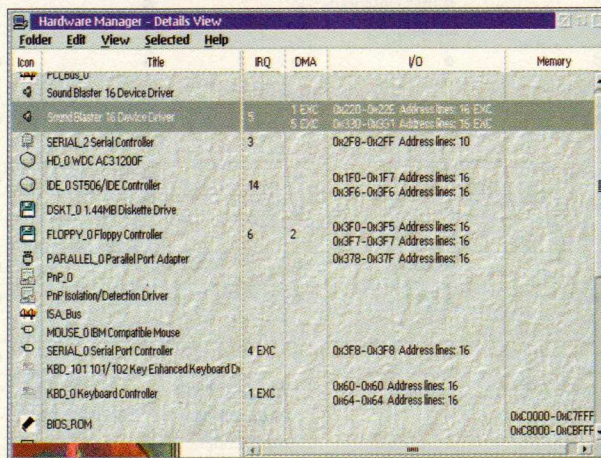 Hardware Manager - Details View
Folder Edit View Selected Help
Icon Title IRQ DMA I/O Memory
PCI_BUS_0
Sound Blaster 16 Device Driver
Sound Blaster 16 Device Driver 5 1 EXC 0x220-0x22F Address lines: 16 EXC
5 EXC 0x330-0x331 Address lines: 16 EXC
SERIAL_2 Serial Controller 3 0x2F8-0x2FF Address lines: 10
HD_0 WDC AC31200F
IDE_0 ST506/IDE Controller 14 0x1F0-0x1F7 Address lines: 16
0x3F6-0x3F6 Address lines: 16
DSKT_0 1.44MB Diskette Drive
FLOPPY_0 Floppy Controller 6 2 0x3F0-0x3F5 Address lines: 16
0x3F7-0x3F7 Address lines: 16
PARALLEL_0 Parallel Port Adapter 0x378-0x37F Address lines: 16
PnP_0
PnP Isolation/Detection Driver
ISA_Bus
MOUSE_0 IBM Compatible Mouse
SERIAL_0 Serial Port Controller 4 EXC 0x3F8-0x3F8 Address lines: 16
KBD_101 101/102 Key Enhanced Keyboard D
KBD_0 Keyboard Controller 1 EXC 0x60-0x60 Address lines: 16
0x64-0x64 Address lines: 16
BIOS_ROM 0xC0000-0xC7FFF
0xC8000-0xCBFFF